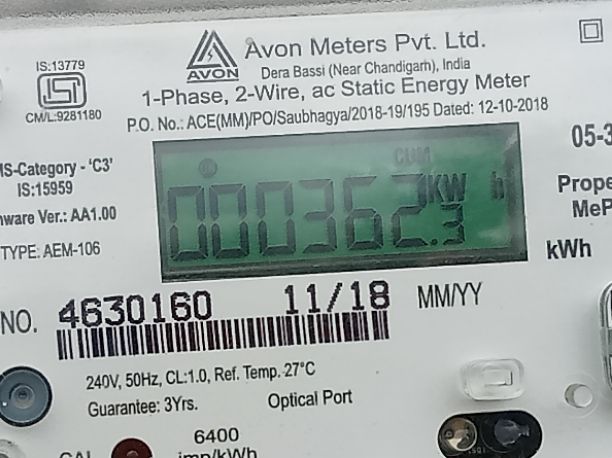 IS:13779
CM/L:9281180
AVON
Avon Meters Pvt. Ltd.
Dera Bassi (Near Chandigarh), India
1-Phase, 2-Wire, ac Static Energy Meter
P.O. No.: ACE(MM)/PO/Saubhagya/2018-19/195 Dated: 12-10-2018
MS-Category - 'C3'
IS:15959
ware Ver.: AA1.00
TYPE: AEM-106
CUM
000362.3
KW h
05-3
Prope
MeP
kWh
NO. 4630160 11/18 MM/YY
240V, 50Hz, CL:1.0, Ref. Temp. 27°C
Guarantee: 3Yrs. Optical Port
6400
imp/kWh
CAL